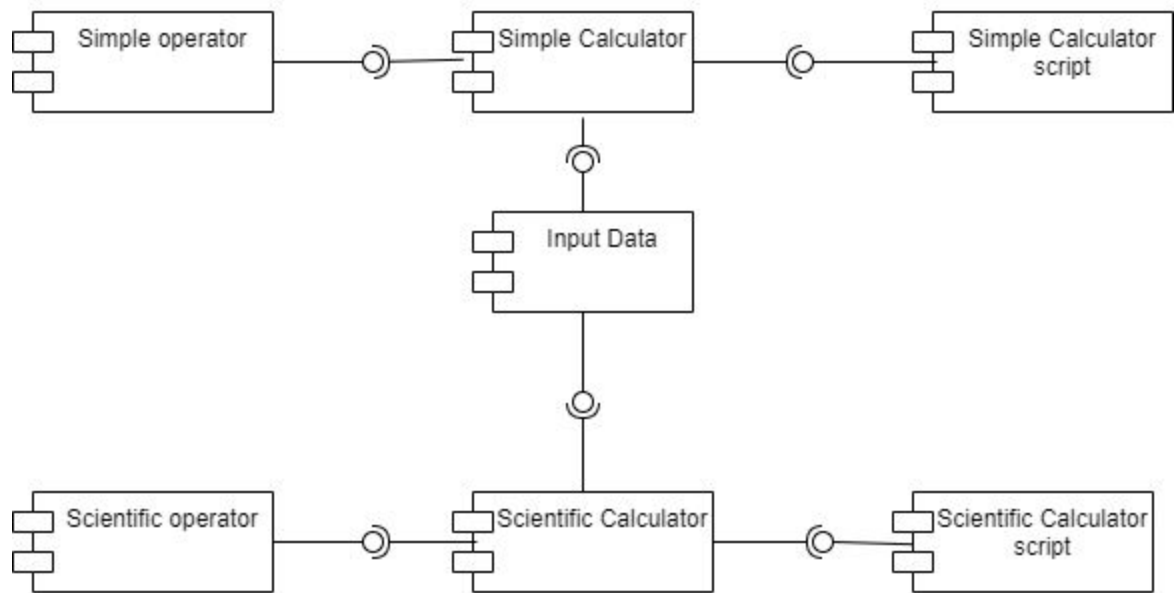 Simple operator
Simple Calculator
Simple Calculator
script
Input Data
Scientific operator
Scientific Calculator
Scientific Calculator
script